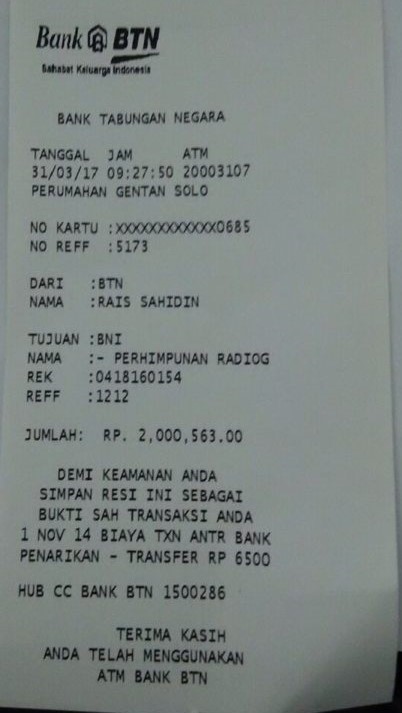 Bank BTN
Sahabat Keluarga Indonesia
BANK TABUNGAN NEGARA
TANGGAL JAM ATM
31/03/17 09:27:50 20003107
PERUMAHAN GENTAN SOLO
NO KARTU :XXXXXXXXXXXX0685
NO REFF :5173
DARI :BTN
NAMA :RAIS SAHIDIN
TUJUAN :BNI
NAMA :- PERHIMPUNAN RADIOG
REK :0418160154
REFF :1212
JUMLAH: RP. 2,000,563.00
DEMI KEAMANAN ANDA
SIMPAN RESI INI SEBAGAI
BUKTI SAH TRANSAKSI ANDA
1 NOV 14 BIAYA TXN ANTR BANK
PENARIKAN - TRANSFER RP 6500
HUB CC BANK BTN 1500286
TERIMA KASIH
ANDA TELAH MENGGUNAKAN
ATM BANK BTN